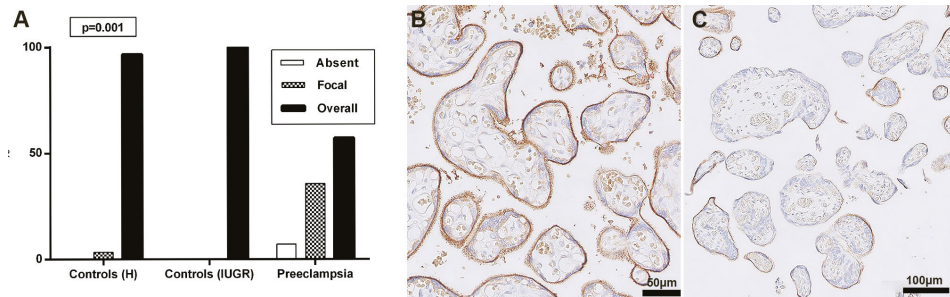 A
p=0.001
100
50
0
Absent
Focal
Overall
Controls (H)
Controls (IUGR)
Preeclampsia
B
50µm
C
100µm